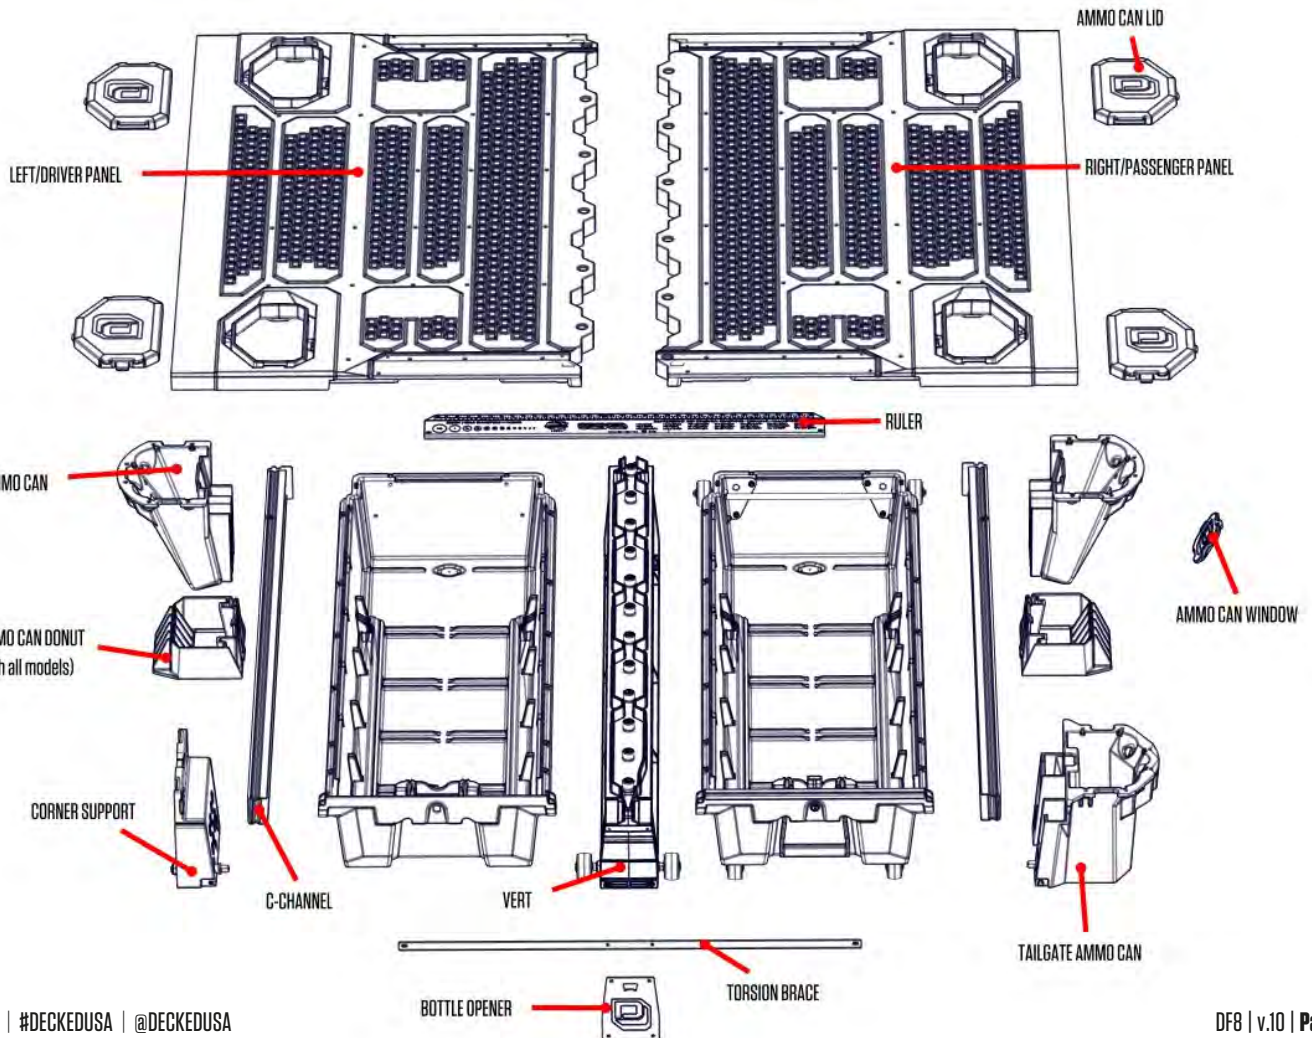 AMMO CAN LID
LEFT/DRIVER PANEL
RIGHT/PASSENGER PANEL
RULER
MO CAN
AMMO CAN WINDOW
MO CAN DONUT
h all models)
CORNER SUPPORT
C-CHANNEL
VERT
TAILGATE AMMO CAN
TORSION BRACE
BOTTLE OPENER
| #DECKEDUSA | @DECKEDUSA
DF8 | v.10 | Pa